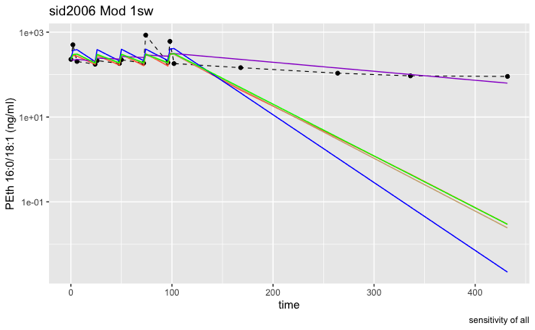 sid2006 Mod 1sw
1e+03
1e+01
1e-01
PEth 16:0/18:1 (ng/ml)
0 100 200 300 400
time
sensitivity of all